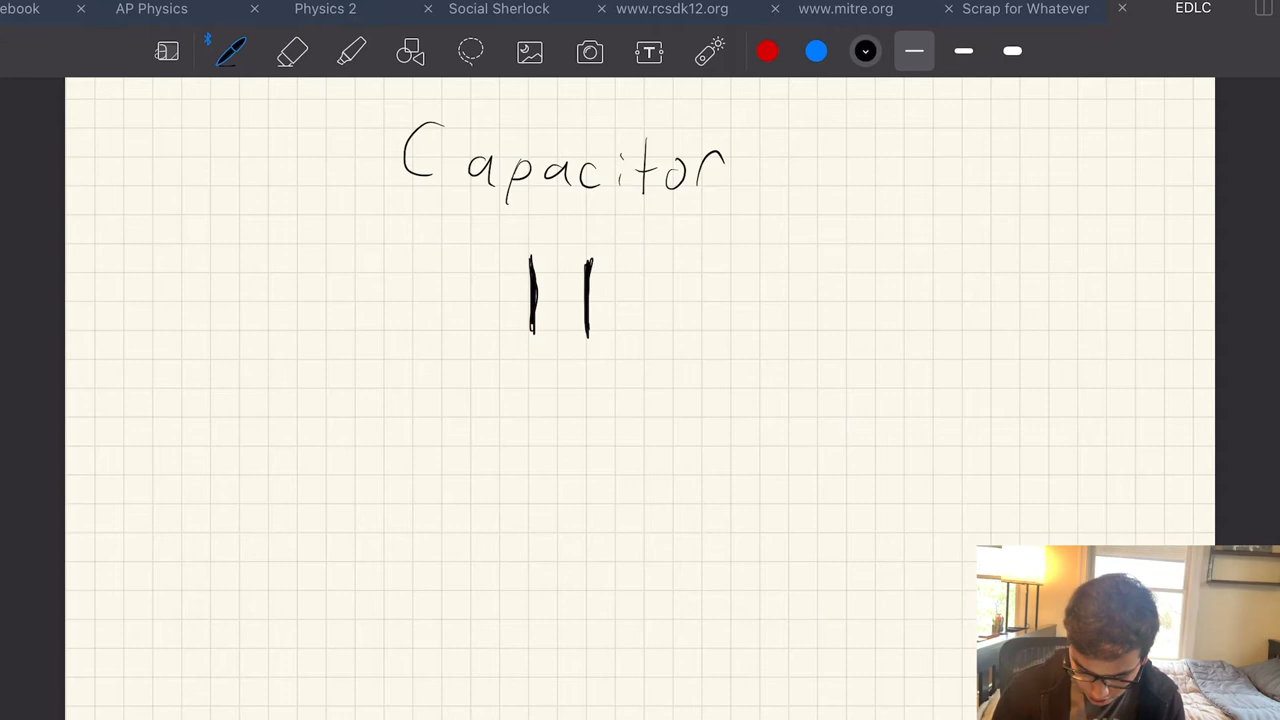 ebook × AP Physics × Physics 2 × Social Sherlock × www.rcsdk12.org × www.mitre.org × Scrap for Whatever × EDLC
T
Capacitor